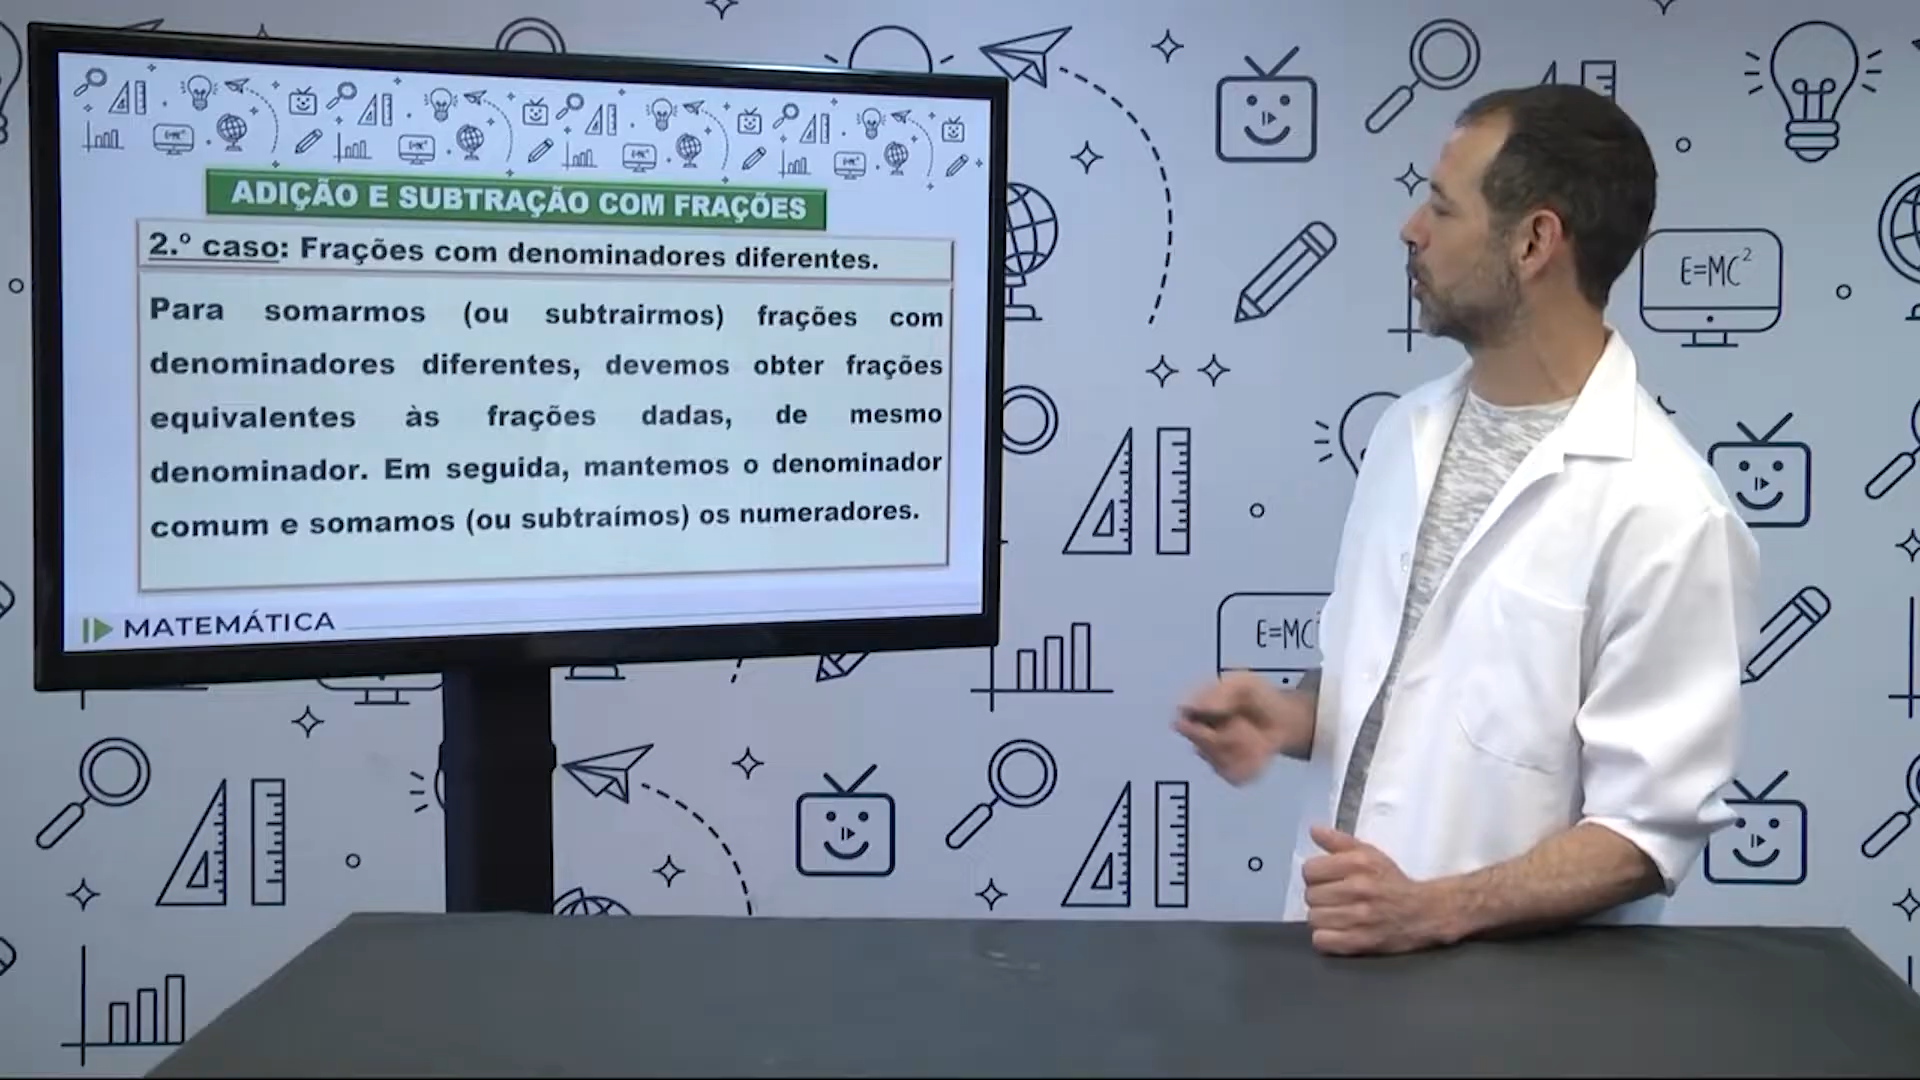 ADIÇÃO E SUBTRAÇÃO COM FRAÇÕES
2.º caso: Frações com denominadores diferentes.
Para somarmos (ou subtrairmos) frações com
denominadores diferentes, devemos obter frações
equivalentes às frações dadas, de mesmo
denominador. Em seguida, mantemos o denominador
comum e somamos (ou subtraímos) os numeradores.
MATEMÁTICA
E=MC²
E=MC